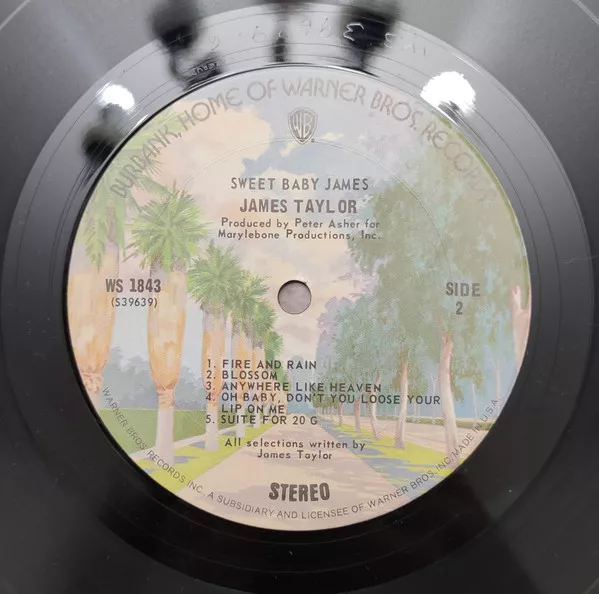 BURBANK, HOME OF WARNER BROS. RECORDS
WB
SWEET BABY JAMES
JAMES TAYLOR
Produced by Peter Asher for
Marylebone Productions, Inc.
WS 1843
(S39639)
SIDE
2
1. FIRE AND RAIN
2. BLOSSOM
3. ANYWHERE LIKE HEAVEN
4. OH BABY, DON'T YOU LOOSE YOUR
LIP ON ME
5. SUITE FOR 20 G
All selections written by
James Taylor
STEREO
WARNER BROS. RECORDS INC. A SUBSIDIARY AND LICENSEE OF WARNER BROS. INC. MADE IN U.S.A.